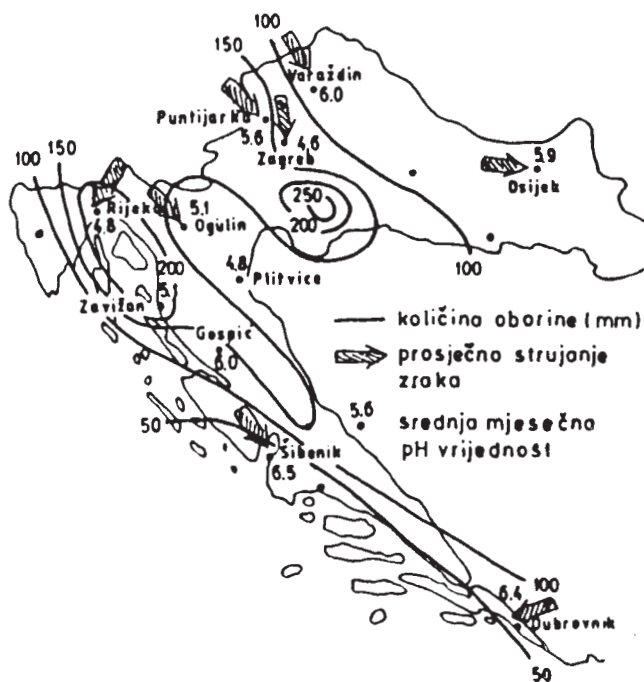 100
150
Varaždin
6.0
Puntijarka
5.6
4.6
Zagreb
5.9
Osijek
150
100
250
200
5.1
Rijeka
4.8
Ogulin
100
4.8
Plitvice
200
5.1
Zavižan
Gospić
6.0
količina oborine (mm)
prosječno strujanje
zraka
5.6
srednja mjesečna
pH vrijednost
50
Šibenik
6.5
100
6.4
Dubrovnik
50